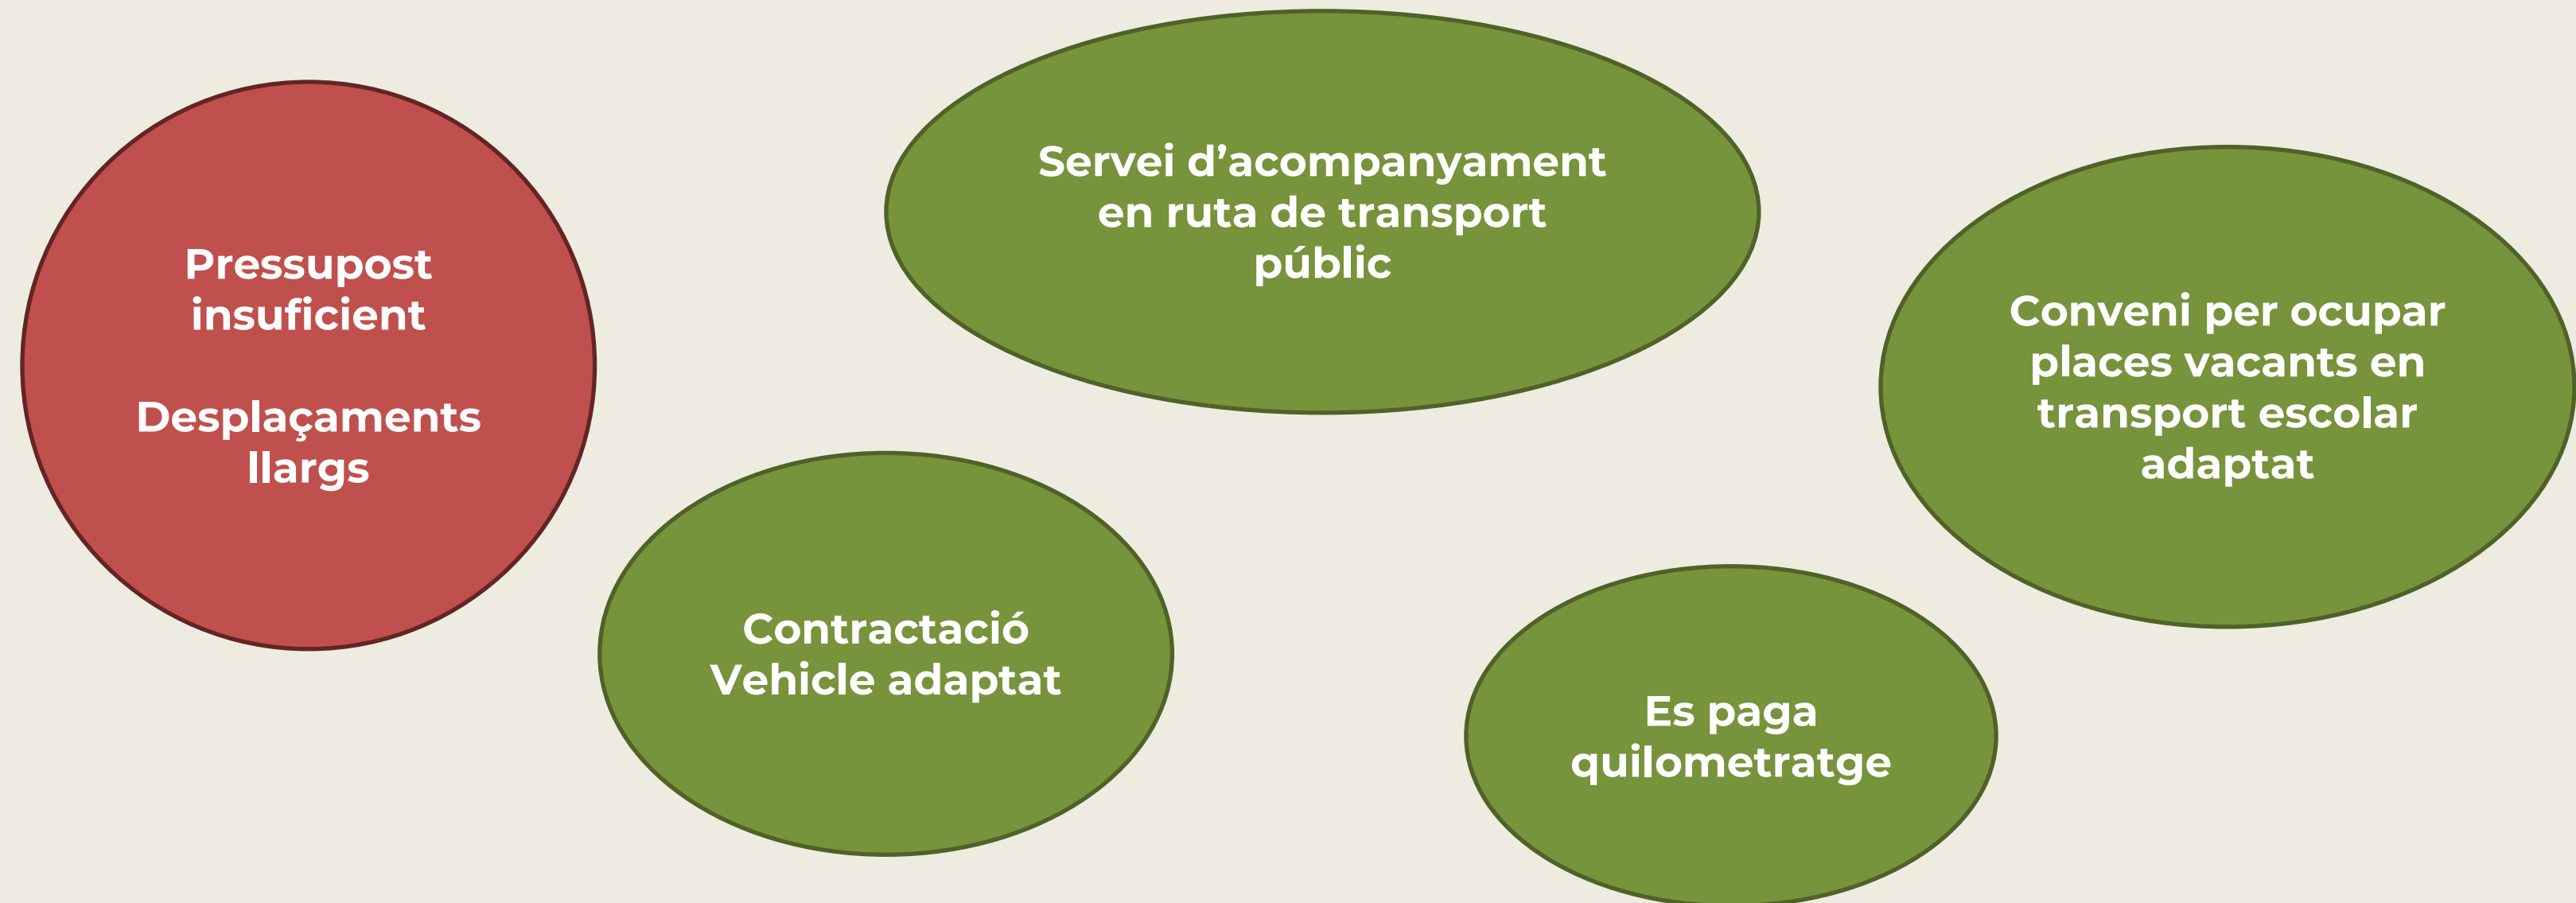 Pressupost
insuficient
Desplaçaments
llargs
Servei d’acompanyament
en ruta de transport
públic
Conveni per ocupar
places vacants en
transport escolar
adaptat
Contractació
Vehicle adaptat
Es paga
quilometratge